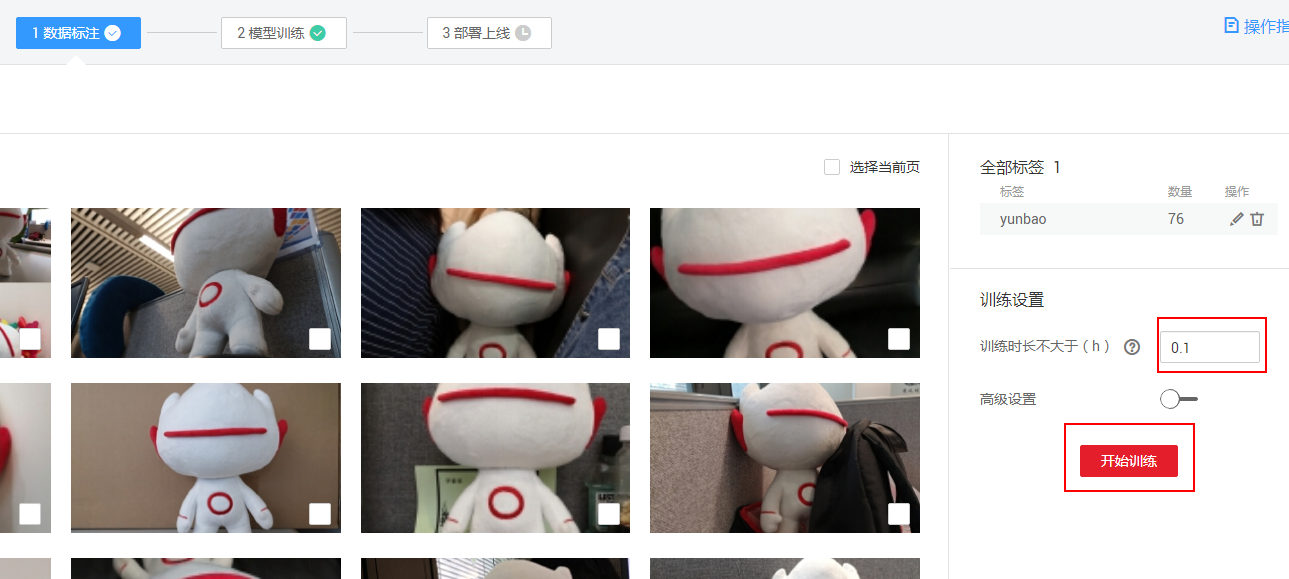 1 数据标注
2 模型训练
3 部署上线
操作指
选择当前页
全部标签 1
标签 数量 操作
yunbao 76
训练设置
训练时长不大于（h） ? 0.1
高级设置
开始训练